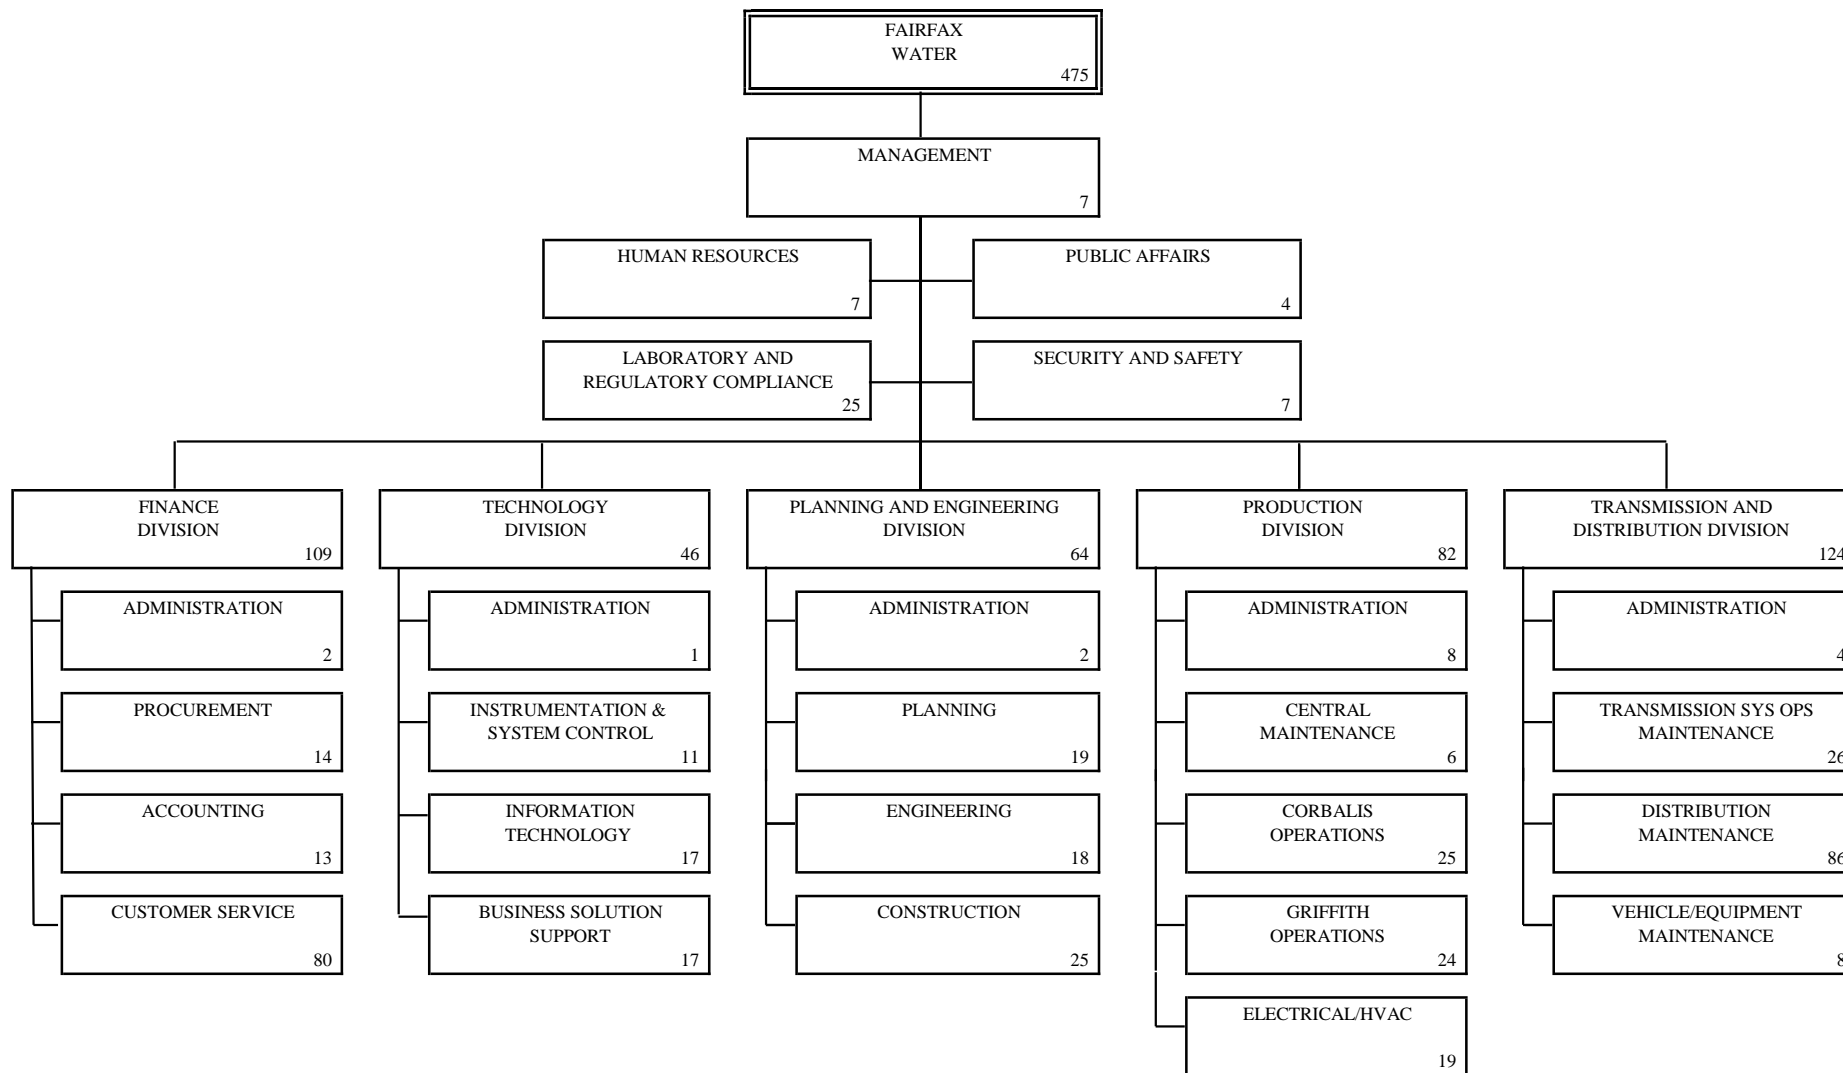 FAIRFAX
WATER
475
MANAGEMENT
7
HUMAN RESOURCES
7
PUBLIC AFFAIRS
4
LABORATORY AND
REGULATORY COMPLIANCE
25
SECURITY AND SAFETY
7
FINANCE
DIVISION
109
ADMINISTRATION
2
PROCUREMENT
14
ACCOUNTING
13
CUSTOMER SERVICE
80
TECHNOLOGY
DIVISION
46
ADMINISTRATION
1
INSTRUMENTATION &
SYSTEM CONTROL
11
INFORMATION
TECHNOLOGY
17
BUSINESS SOLUTION
SUPPORT
17
PLANNING AND ENGINEERING
DIVISION
64
ADMINISTRATION
2
PLANNING
19
ENGINEERING
18
CONSTRUCTION
25
PRODUCTION
DIVISION
82
ADMINISTRATION
8
CENTRAL
MAINTENANCE
6
CORBALIS
OPERATIONS
25
GRIFFITH
OPERATIONS
24
ELECTRICAL/HVAC
19
TRANSMISSION AND
DISTRIBUTION DIVISION
124
ADMINISTRATION
4
TRANSMISSION SYS OPS
MAINTENANCE
26
DISTRIBUTION
MAINTENANCE
86
VEHICLE/EQUIPMENT
MAINTENANCE
8